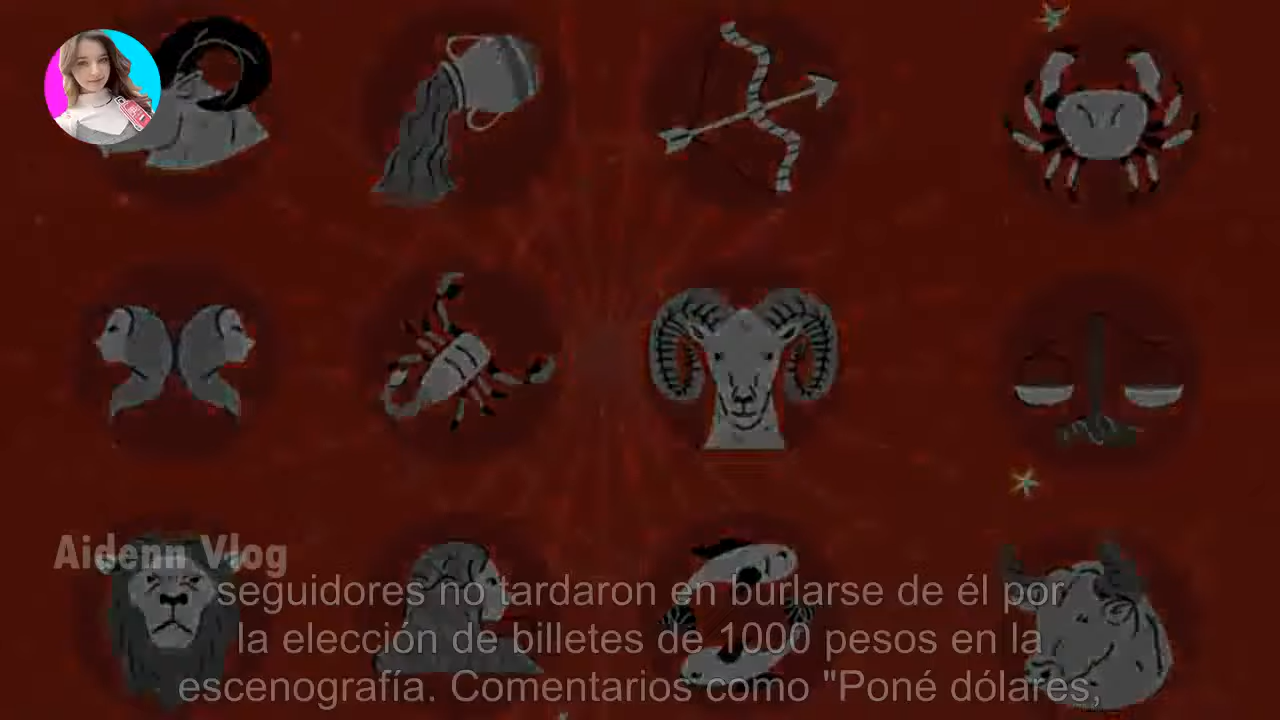 Aidenn Vlog
seguidores no tardaron en burlarse de él por
la elección de billetes de 1000 pesos en la
escenografía. Comentarios como "Poné dólares,